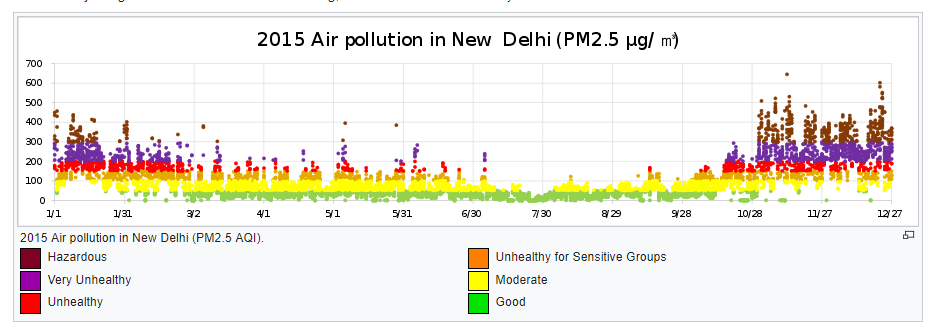 2015 Air pollution in New Delhi (PM2.5 µg/ m³)
700
600
500
400
300
200
100
0
1/1 1/31 3/2 4/1 5/1 5/31 6/30 7/30 8/29 9/28 10/28 11/27 12/27
2015 Air pollution in New Delhi (PM2.5 AQI).
Hazardous
Very Unhealthy
Unhealthy
Unhealthy for Sensitive Groups
Moderate
Good